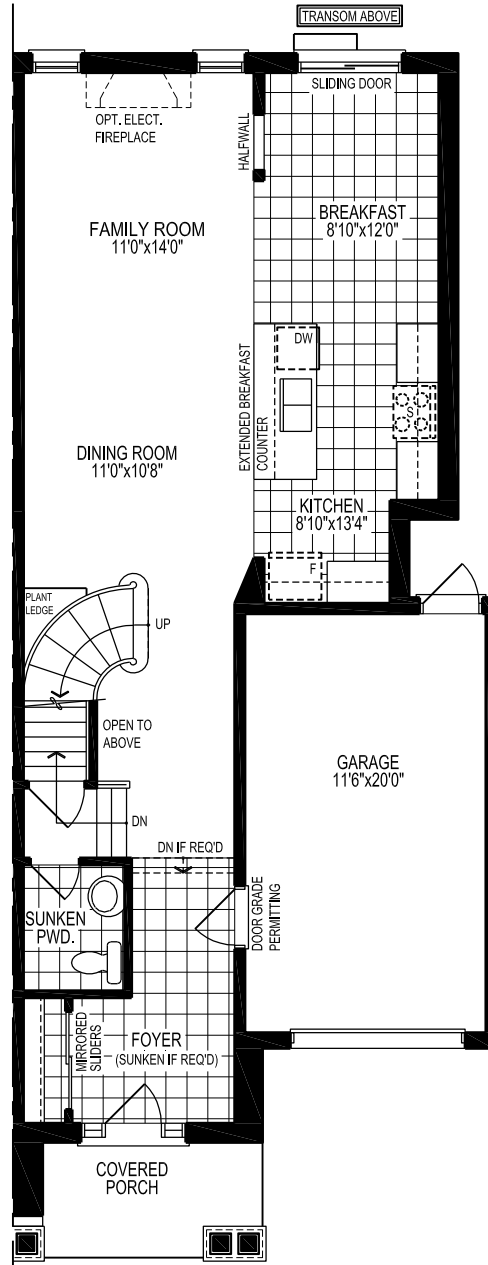 TRANSOM ABOVE
SLIDING DOOR
OPT. ELECT.
FIREPLACE
HALFWALL
FAMILY ROOM
11'0"x14'0"
BREAKFAST
8'10"x12'0"
DW
EXTENDED BREAKFAST
COUNTER
S
DINING ROOM
11'0"x10'8"
KITCHEN
8'10"x13'4"
F
PLANT
LEDGE
UP
OPEN TO
ABOVE
GARAGE
11'6"x20'0"
DN
DN IF REQ'D
DOOR GRADE
PERMITTING
SUNKEN
PWD.
MIRRORED
SLIDERS
FOYER
(SUNKEN IF REQ'D)
COVERED
PORCH